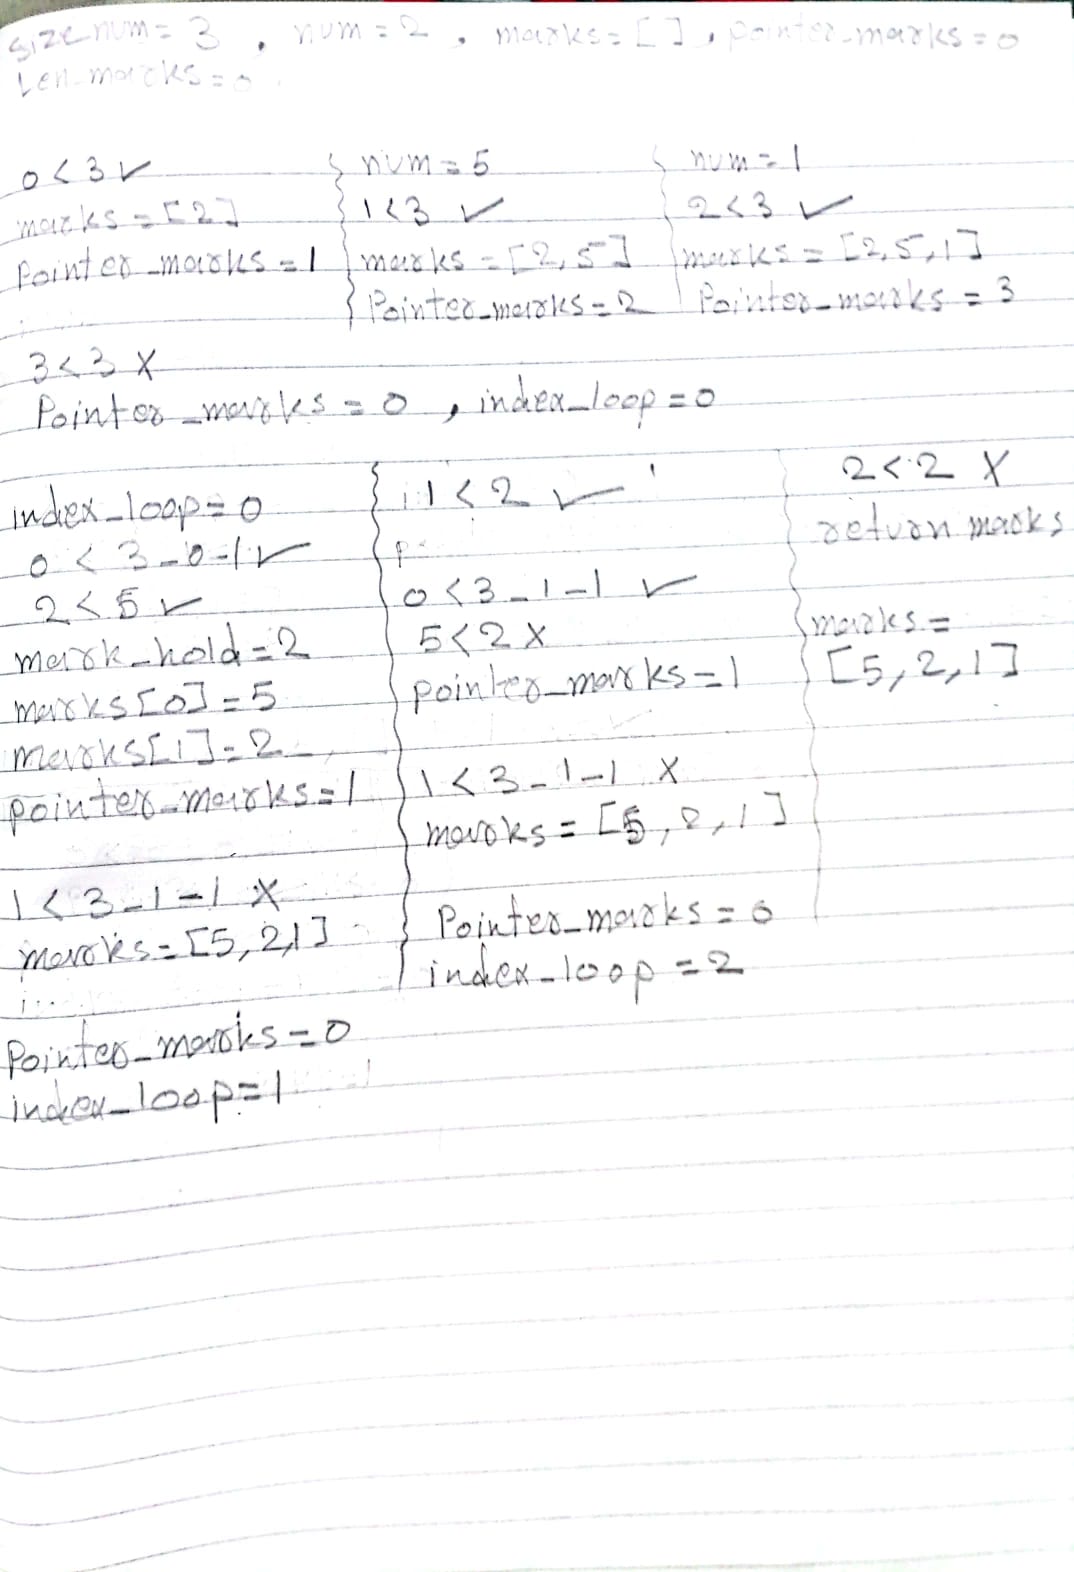 size num = 3 , num = 2 , marks = [ ] , pointer_marks = 0
Len_marks = 0
0 < 3 ✓
marks = [2]
Pointer_marks = 1
num = 5
1 < 3 ✓
marks = [2, 5]
Pointer_marks = 2
num = 1
2 < 3 ✓
marks = [2, 5, 1]
Pointer_marks = 3
3 < 3 X
Pointer_marks = 0 , index_loop = 0
index_loop = 0
0 < 3 - 0 - 1 ✓
2 < 5 ✓
mark_hold = 2
marks[0] = 5
marks[1] = 2
pointer_marks = 1
1 < 3 - 1 - 1 X
marks = [5, 2, 1]
Pointer_marks = 0
index_loop = 1
1 < 2 ✓
p
0 < 3 - 1 - 1 ✓
5 < 2 X
pointer_marks = 1
1 < 3 - 1 - 1 X
marks = [5, 2, 1]
Pointer_marks = 0
index_loop = 2
2 < 2 X
return marks
marks =
[5, 2, 1]